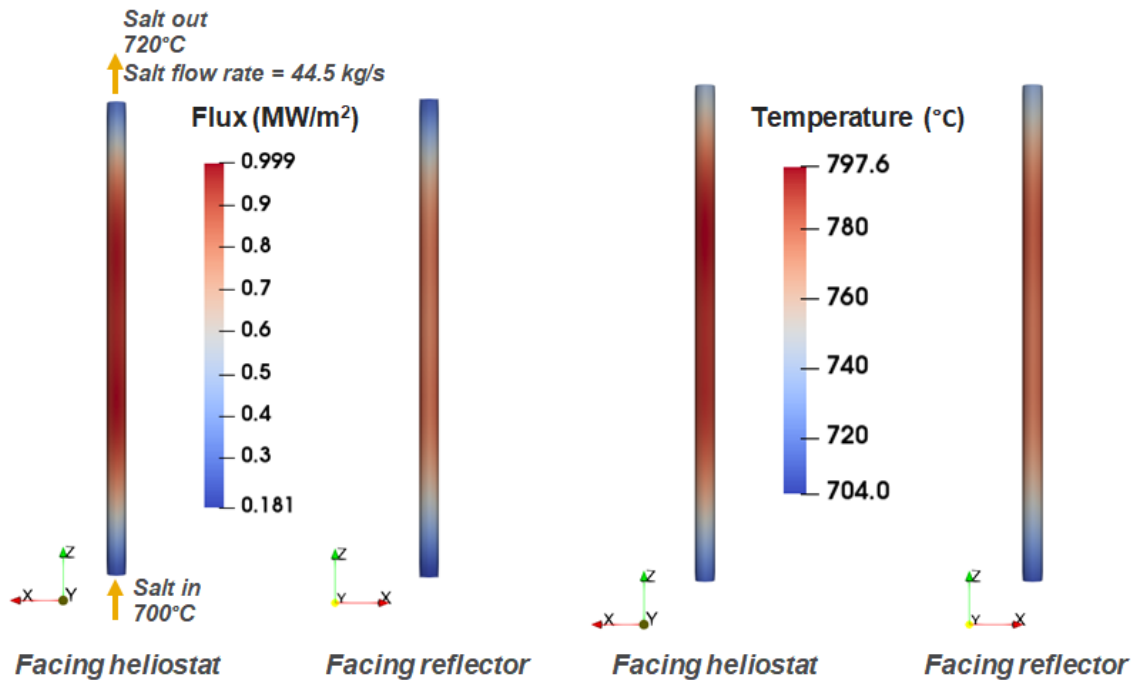 Salt out
720°C
Salt flow rate = 44.5 kg/s
Flux (MW/m²)
0.999
0.9
0.8
0.7
0.6
0.5
0.4
0.3
0.181
Temperature (°C)
797.6
780
760
740
720
704.0
Z
X
Y
Z
Y
X
Z
X
Y
Z
Y
X
Salt in
700°C
Facing heliostat
Facing reflector
Facing heliostat
Facing reflector